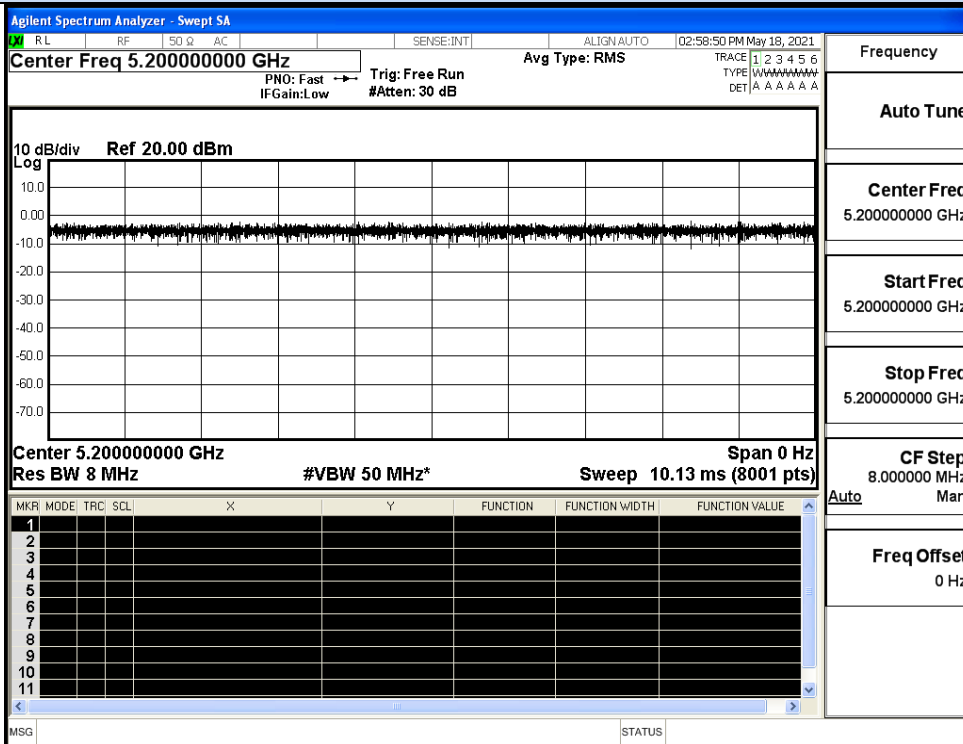 Agilent Spectrum Analyzer - Swept SA
LXI RL RF 50 Ω AC SENSE:INT ALIGN AUTO 02:58:50 PM May 18, 2021
Center Freq 5.200000000 GHz
PNO: Fast
IFGain:Low
Trig: Free Run
#Atten: 30 dB
Avg Type: RMS
TRACE 1 2 3 4 5 6
TYPE
DET A A A A A A
10 dB/div Ref 20.00 dBm
Log
10.0
0.00
-10.0
-20.0
-30.0
-40.0
-50.0
-60.0
-70.0
Center 5.200000000 GHz Span 0 Hz
Res BW 8 MHz #VBW 50 MHz* Sweep 10.13 ms (8001 pts)
MKR MODE TRC SCL X Y FUNCTION FUNCTION WIDTH FUNCTION VALUE
1
2
3
4
5
6
7
8
9
10
11
MSG STATUS
Frequency
Auto Tune
Center Freq
5.200000000 GHz
Start Freq
5.200000000 GHz
Stop Freq
5.200000000 GHz
CF Step
8.000000 MHz
Auto Man
Freq Offset
0 Hz